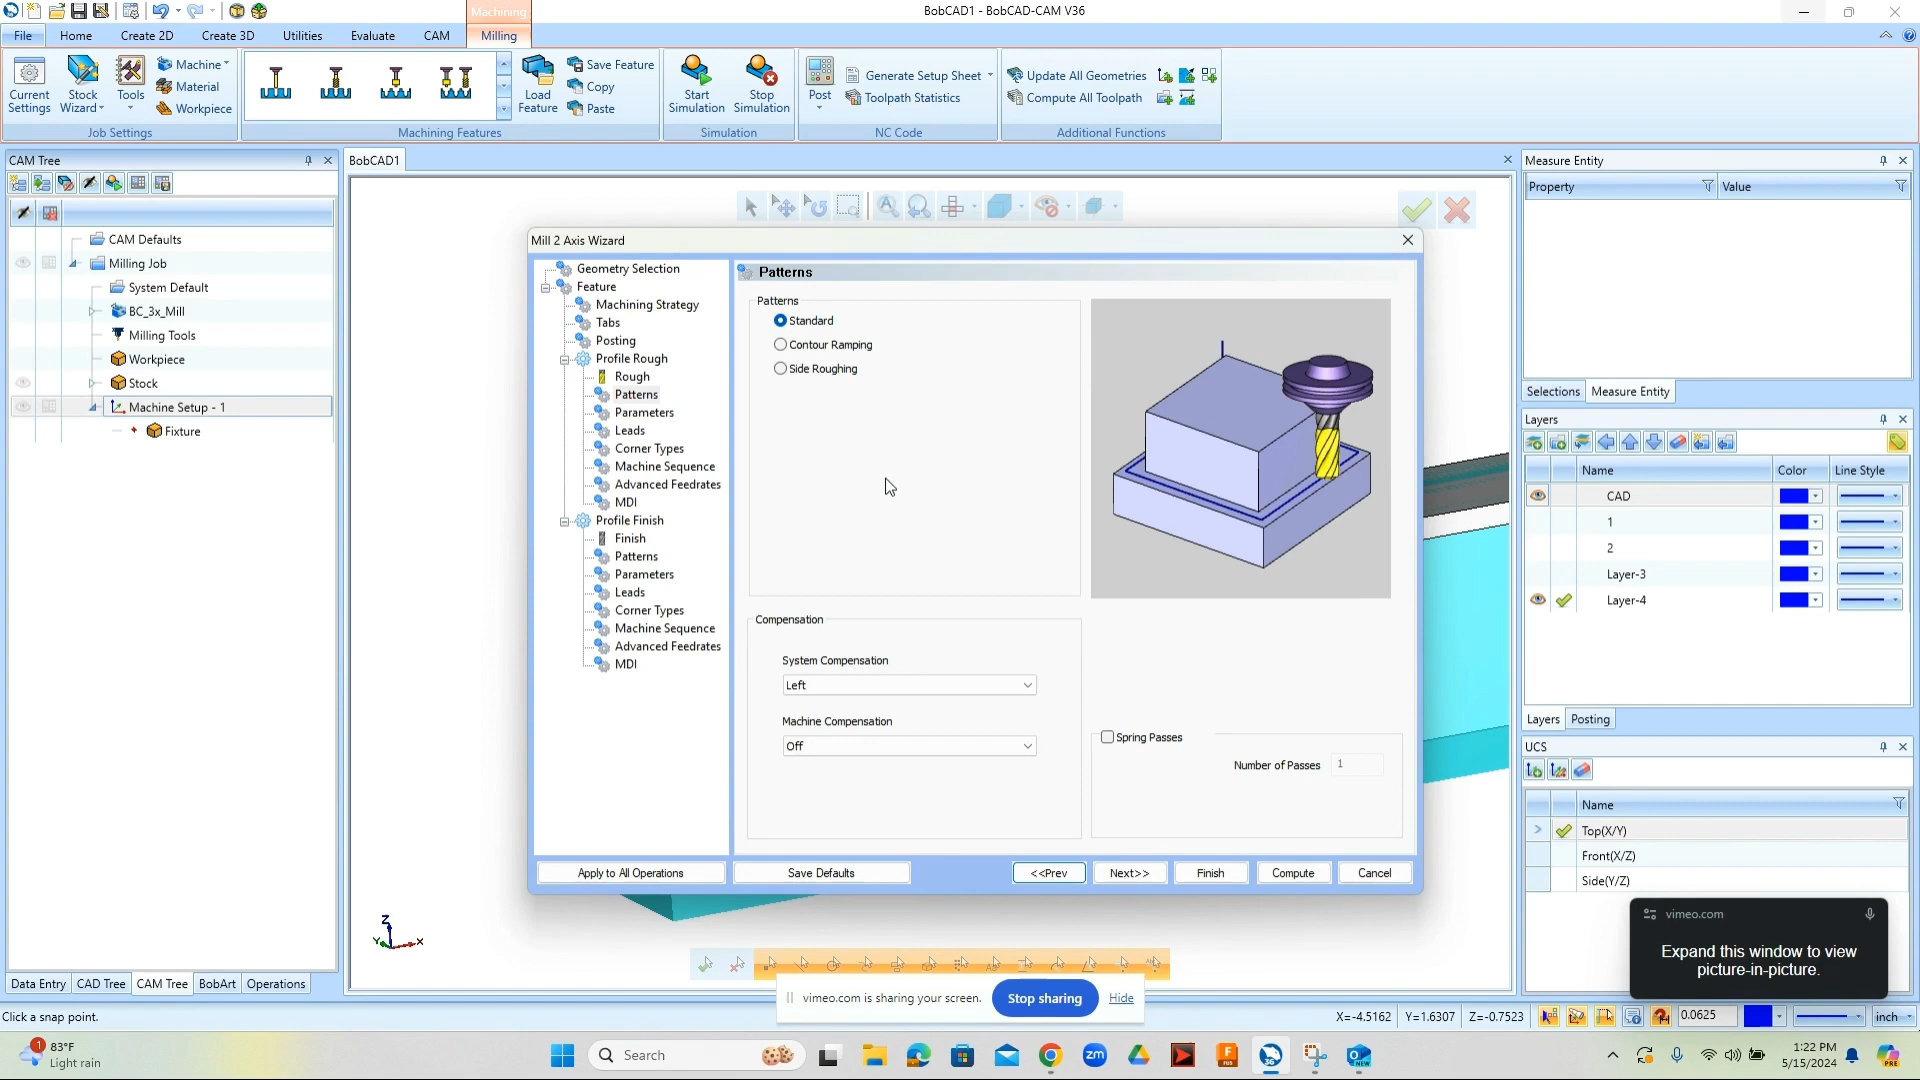 BobCAD1 - BobCAD-CAM V36
Machining
File Home Create 2D Create 3D Utilities Evaluate CAM Milling
Current Settings
Stock Wizard
Tools
Machine
Material
Workpiece
Job Settings
Load Feature
Save Feature
Copy
Paste
Machining Features
Start Simulation
Stop Simulation
Simulation
Post
Generate Setup Sheet
Toolpath Statistics
NC Code
Update All Geometries
Compute All Toolpath
Additional Functions
CAM Tree
CAM Defaults
Milling Job
System Default
BC_3x_Mill
Milling Tools
Workpiece
Stock
Machine Setup - 1
Fixture
Data Entry CAD Tree CAM Tree BobArt Operations
BobCAD1
Mill 2 Axis Wizard
Geometry Selection
Feature
Machining Strategy
Tabs
Posting
Profile Rough
Rough
Patterns
Parameters
Leads
Corner Types
Machine Sequence
Advanced Feedrates
MDI
Profile Finish
Finish
Patterns
Parameters
Leads
Corner Types
Machine Sequence
Advanced Feedrates
MDI
Patterns
Patterns
Standard
Contour Ramping
Side Roughing
Compensation
System Compensation
Left
Machine Compensation
Off
Spring Passes
Number of Passes 1
Apply to All Operations Save Defaults <<Prev Next>> Finish Compute Cancel
Z
Y X
Measure Entity
Property Value
Selections Measure Entity
Layers
Name Color Line Style
CAD
1
2
Layer-3
Layer-4
Layers Posting
UCS
Name
Top(X/Y)
Front(X/Z)
Side(Y/Z)
vimeo.com
Expand this window to view
picture-in-picture.
vimeo.com is sharing your screen. Stop sharing Hide
Click a snap point.
X=-4.5162 Y=1.6307 Z=-0.7523 0.0625 inch
1
83°F
Light rain
Search
zm
1:22 PM
5/15/2024